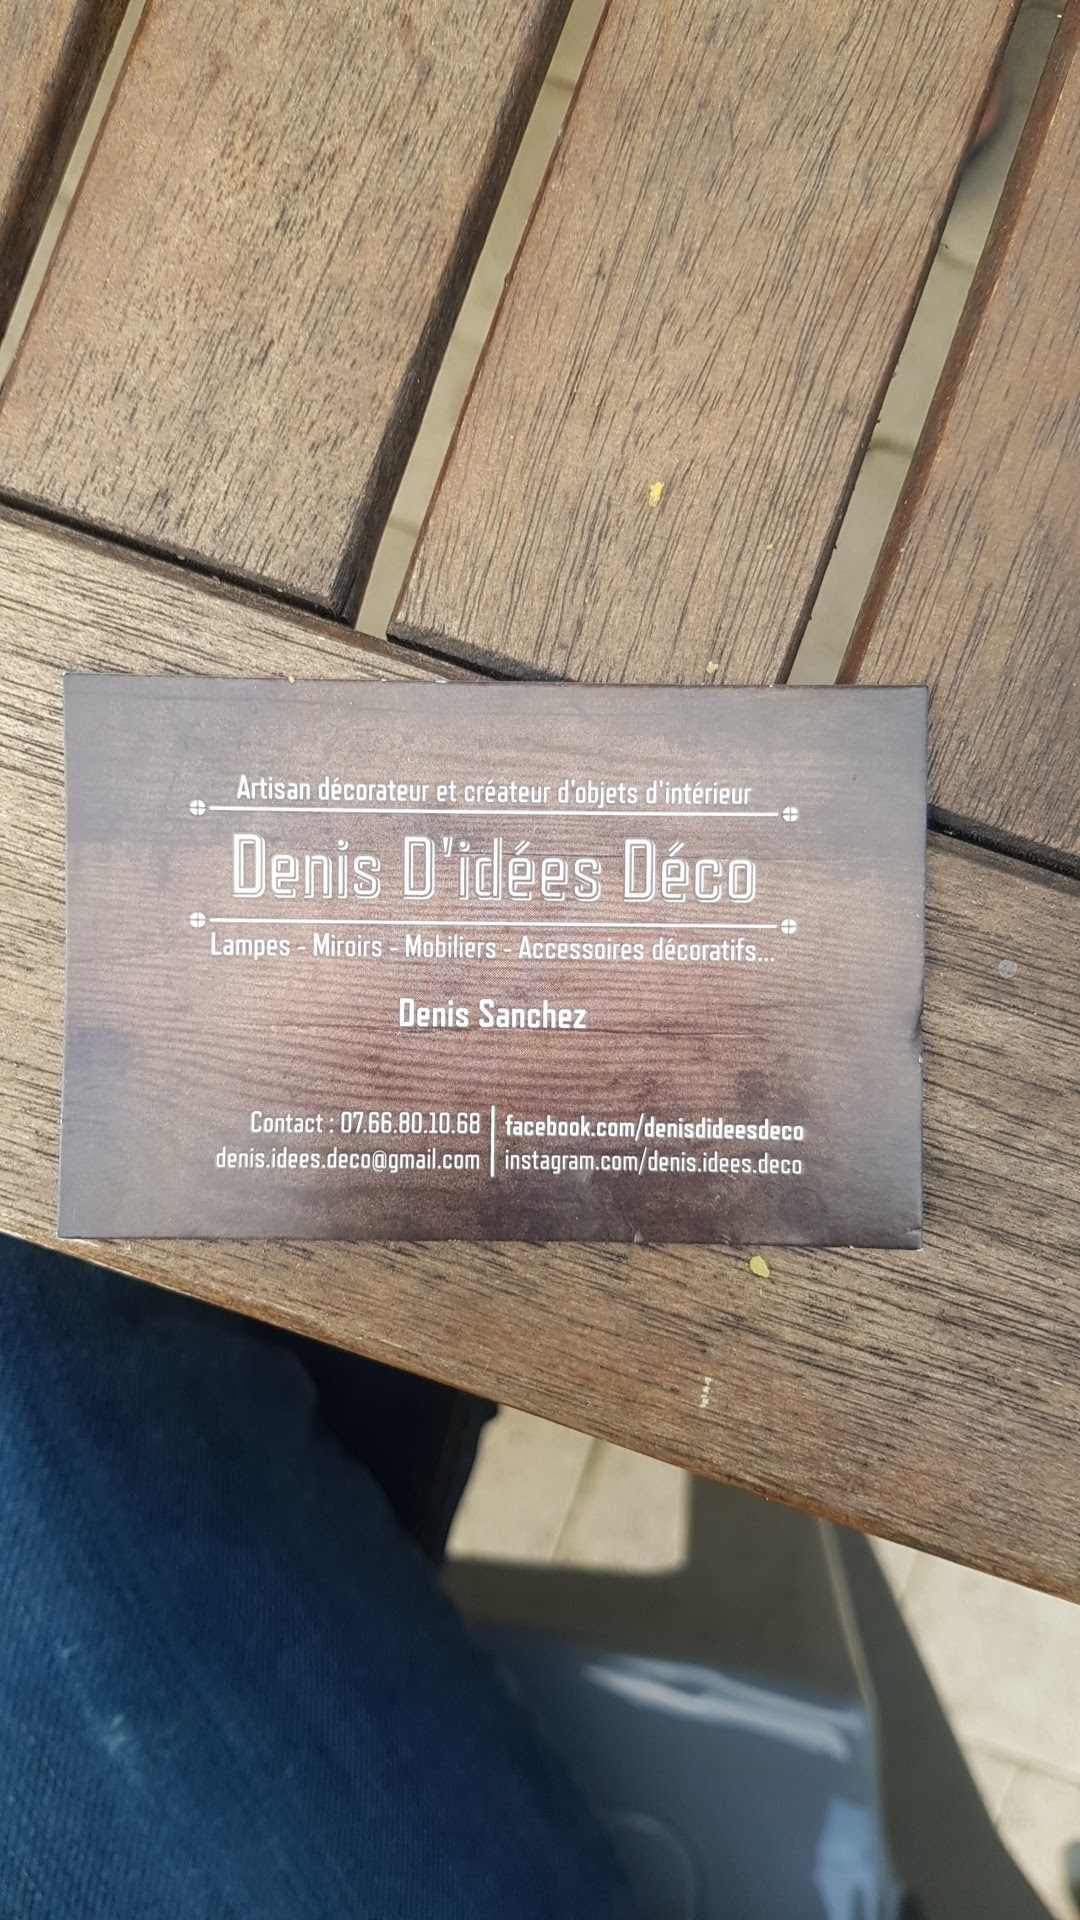 Artisan décorateur et créateur d'objets d'intérieur
Denis D'idées Déco
Lampes - Miroirs - Mobiliers - Accessoires décoratifs...
Denis Sanchez
Contact : 07.66.80.10.68
denis.idees.deco@gmail.com
facebook.com/denisdideesdeco
instagram.com/denis.idees.deco